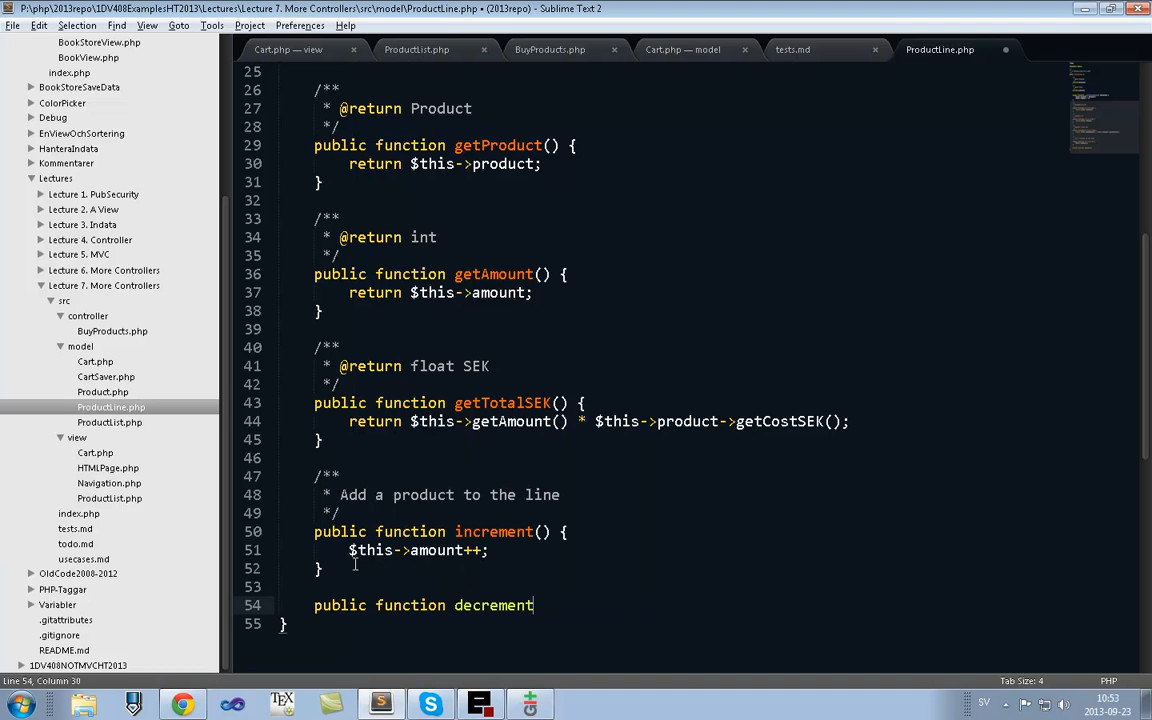 P:\php\2013repo\1DV408ExamplesHT2013\Lectures\Lecture 7. More Controllers\src\model\ProductLine.php • (2013repo) - Sublime Text 2
File Edit Selection Find View Goto Tools Project Preferences Help
BookStoreView.php
BookView.php
index.php
BookStoreSaveData
ColorPicker
Debug
EnViewOchSortering
HanteraIndata
Kommentarer
Lectures
Lecture 1. PubSecurity
Lecture 2. A View
Lecture 3. Indata
Lecture 4. Controller
Lecture 5. MVC
Lecture 6. More Controllers
Lecture 7. More Controllers
src
controller
BuyProducts.php
model
Cart.php
CartSaver.php
Product.php
ProductLine.php
ProductList.php
view
Cart.php
HTMLPage.php
Navigation.php
ProductList.php
index.php
tests.md
todo.md
usecases.md
OldCode2008-2012
PHP-Taggar
Variabler
.gitattributes
.gitignore
README.md
1DV408NOTMVCHT2013
Cart.php — view ProductList.php BuyProducts.php Cart.php — model tests.md ProductLine.php
25
26 /**
27 * @return Product
28 */
29 public function getProduct() {
30 return $this->product;
31 }
32
33 /**
34 * @return int
35 */
36 public function getAmount() {
37 return $this->amount;
38 }
39
40 /**
41 * @return float SEK
42 */
43 public function getTotalSEK() {
44 return $this->getAmount() * $this->product->getCostSEK();
45 }
46
47 /**
48 * Add a product to the line
49 */
50 public function increment() {
51 $this->amount++;
52 }
53
54 public function decrement
55 }
Line 54, Column 30 Tab Size: 4 PHP
TEX SV 10:53
2013-09-23